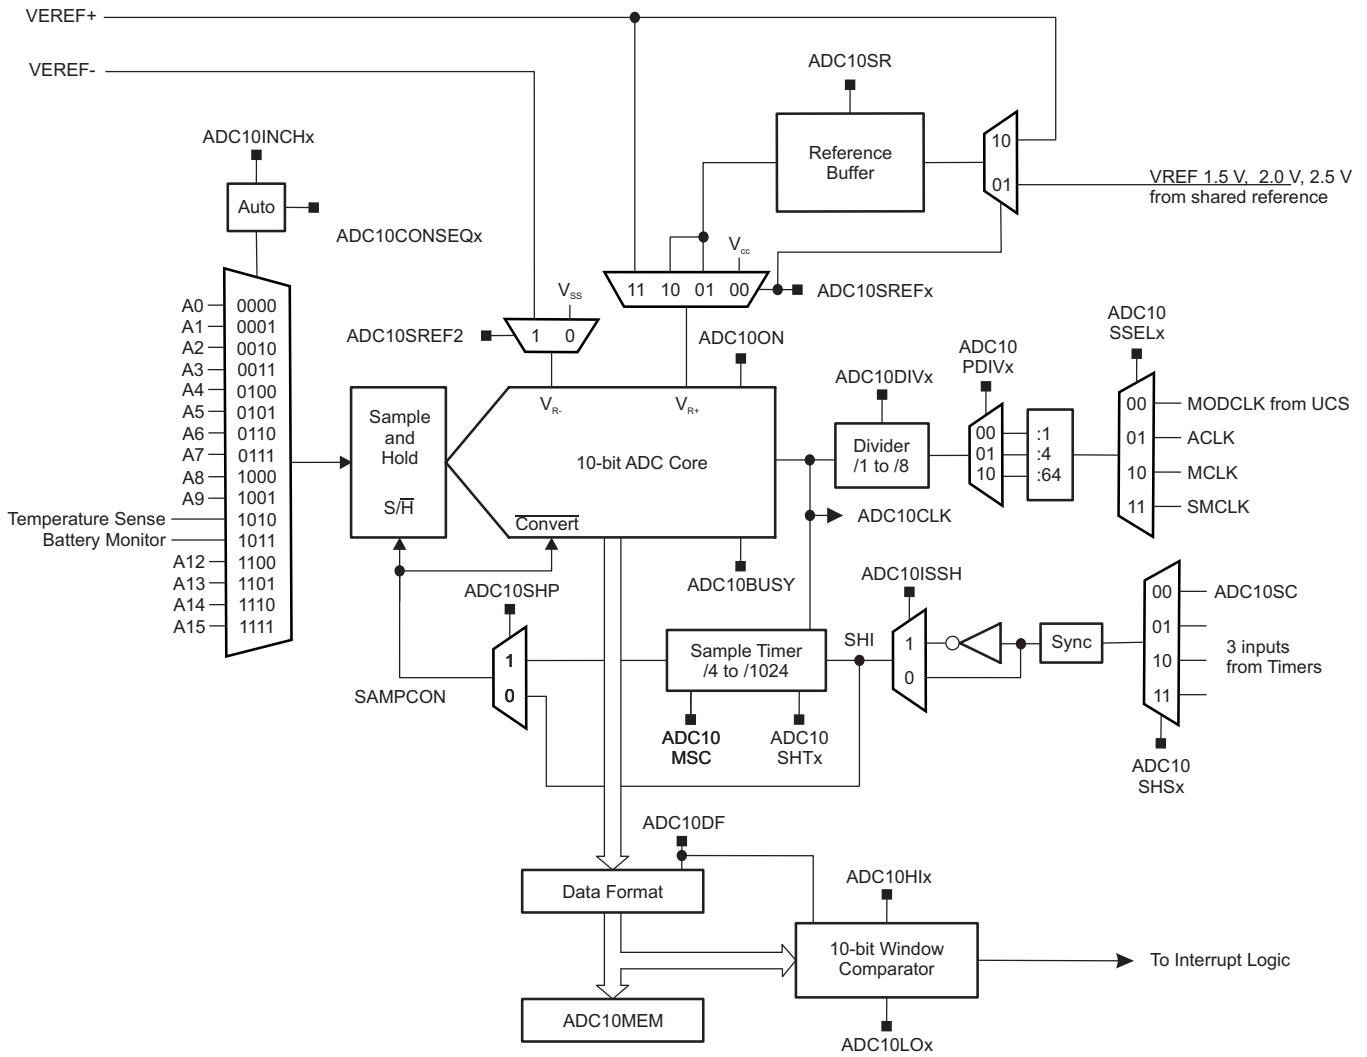 VEREF+
VEREF-
ADC10SR
Reference
Buffer
10
01
VREF 1.5 V, 2.0 V, 2.5 V
from shared reference
ADC10INCHx
Auto
ADC10CONSEQx
Vcc
11 10 01 00
ADC10SREFx
VSS
1 0
ADC10SREF2
ADC10ON
A0 0000
A1 0001
A2 0010
A3 0011
A4 0100
A5 0101
A6 0110
A7 0111
A8 1000
A9 1001
Temperature Sense 1010
Battery Monitor 1011
A12 1100
A13 1101
A14 1110
A15 1111
Sample
and
Hold
S/H
VR-
VR+
10-bit ADC Core
Convert
ADC10BUSY
ADC10DIVx
Divider
/1 to /8
ADC10
PDIVx
00 :1
01 :4
10 :64
ADC10
SSELx
00 MODCLK from UCS
01 ACLK
10 MCLK
11 SMCLK
ADC10CLK
ADC10SHP
1
0
SAMPCON
Sample Timer
/4 to /1024
ADC10
MSC
ADC10
SHTx
SHI
ADC10ISSH
1
0
Sync
00 ADC10SC
01
10
11
3 inputs
from Timers
ADC10
SHSx
ADC10DF
Data Format
ADC10HIx
10-bit Window
Comparator
To Interrupt Logic
ADC10MEM
ADC10LOx